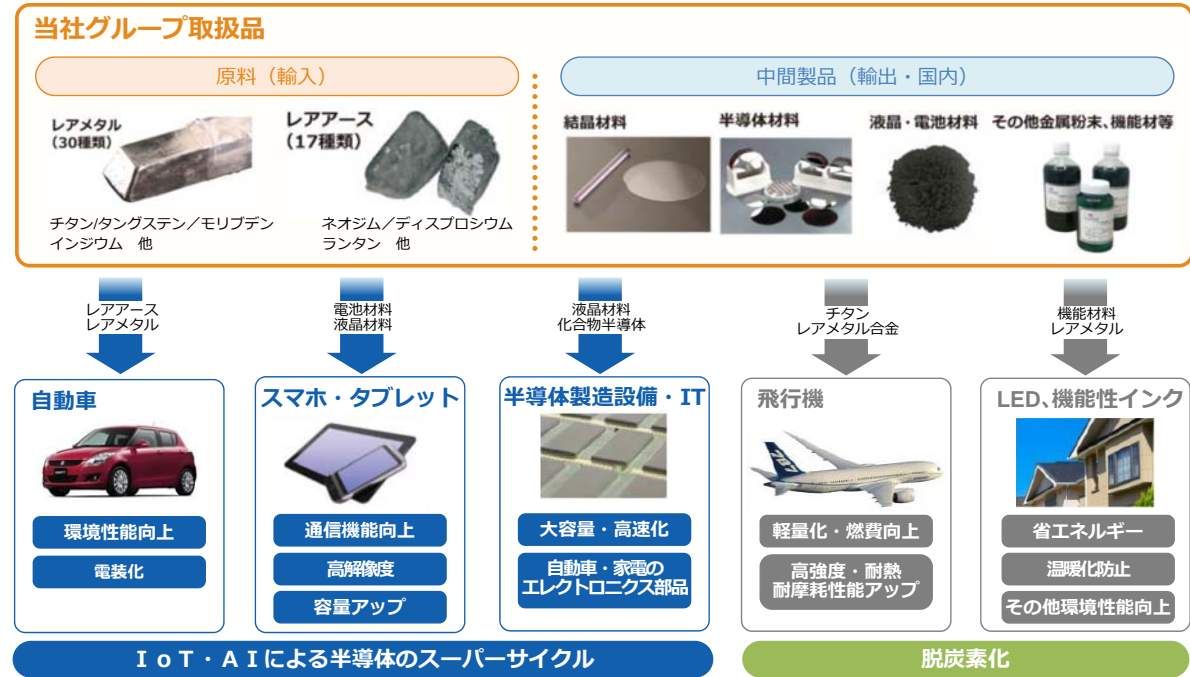 当社グループ取扱品
原料（輸入）
中間製品（輸出・国内）
レアメタル
（30種類）
レアアース
（17種類）
チタン/タングステン／モリブデン
インジウム　他
ネオジム／ディスプロシウム
ランタン　他
結晶材料
半導体材料
液晶・電池材料
その他金属粉末、機能材等
レアアース
レアメタル
電池材料
液晶材料
液晶材料
化合物半導体
チタン
レアメタル合金
機能材料
レアメタル
自動車
環境性能向上
電装化
スマホ・タブレット
通信機能向上
高解像度
容量アップ
半導体製造設備・IT
大容量・高速化
自動車・家電の
エレクトロニクス部品
飛行機
787
軽量化・燃費向上
高強度・耐熱
耐摩耗性能アップ
LED、機能性インク
省エネルギー
温暖化防止
その他環境性能向上
ＩｏＴ・ＡＩによる半導体のスーパーサイクル
脱炭素化